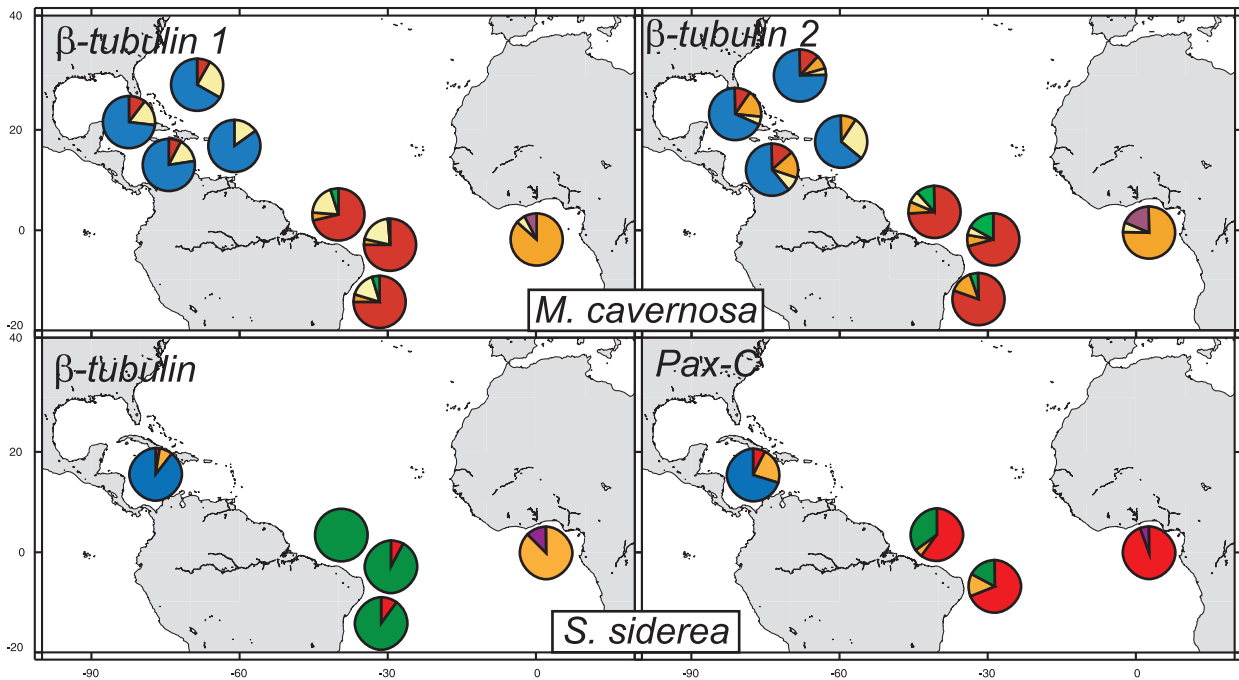 40
β-tubulin 1
β-tubulin 2
20
0
-20
M. cavernosa
40
β-tubulin
Pax-C
20
0
-20
S. siderea
-90 -60 -30 0 -90 -60 -30 0